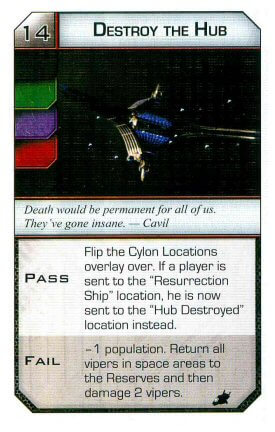 14 DESTROY THE HUB
Death would be permanent for all of us.
They've gone insane. — Cavil
PASS
Flip the Cylon Locations
overlay over. If a player is
sent to the "Resurrection
Ship" location, he is now
sent to the "Hub Destroyed"
location instead.
FAIL
-1 population. Return all
vipers in space areas to
the Reserves and then
damage 2 vipers.